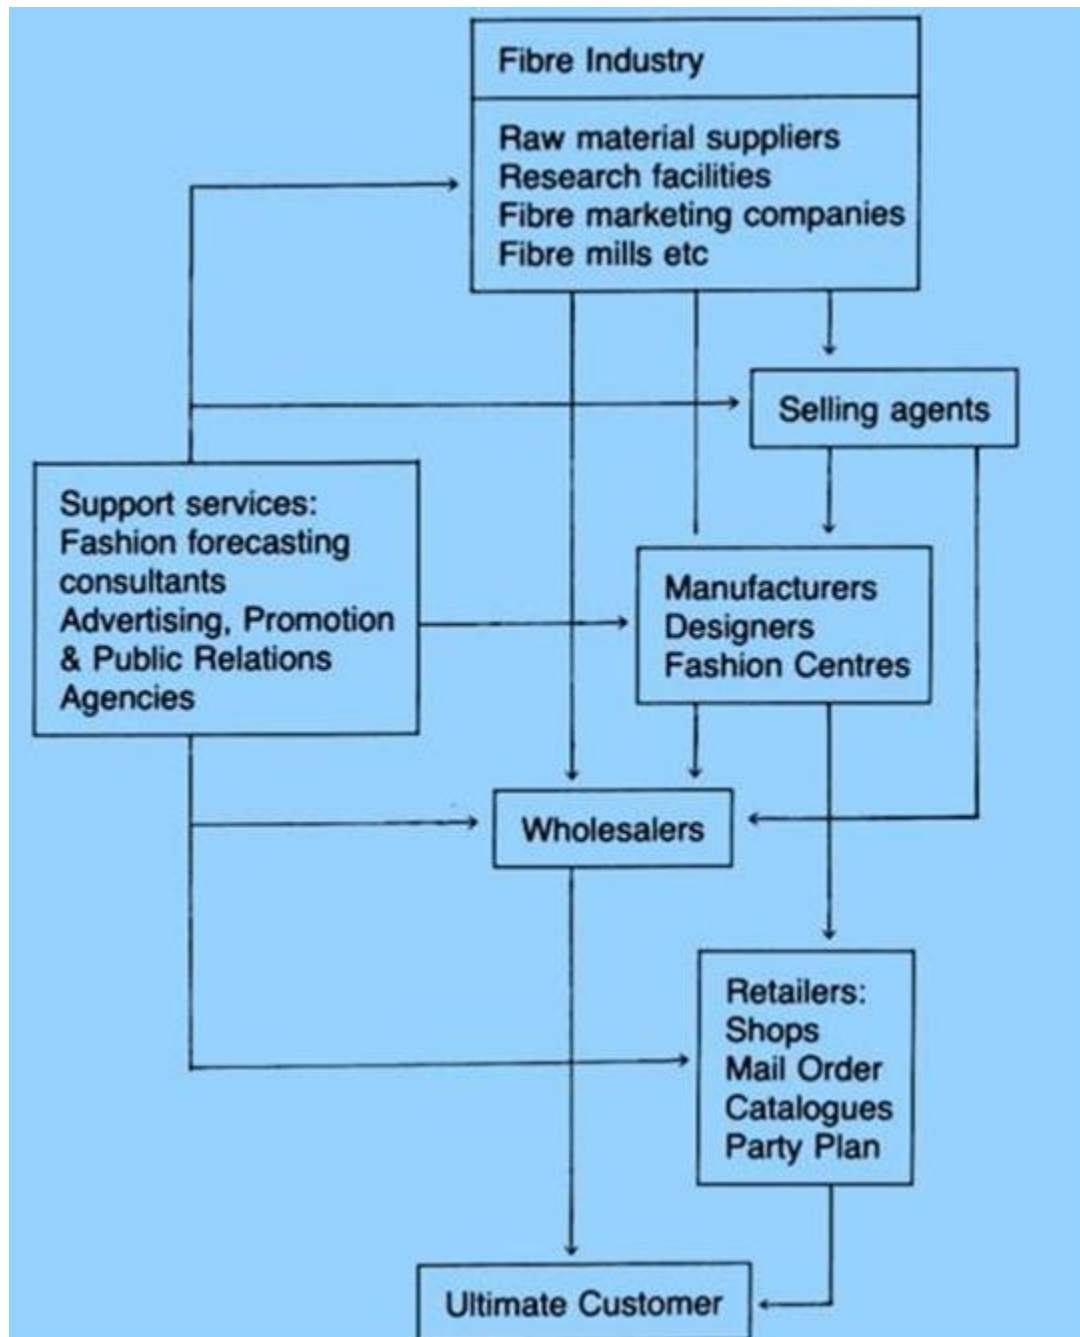 Fibre Industry
Raw material suppliers
Research facilities
Fibre marketing companies
Fibre mills etc
Selling agents
Support services:
Fashion forecasting
consultants
Advertising, Promotion
& Public Relations
Agencies
Manufacturers
Designers
Fashion Centres
Wholesalers
Retailers:
Shops
Mail Order
Catalogues
Party Plan
Ultimate Customer